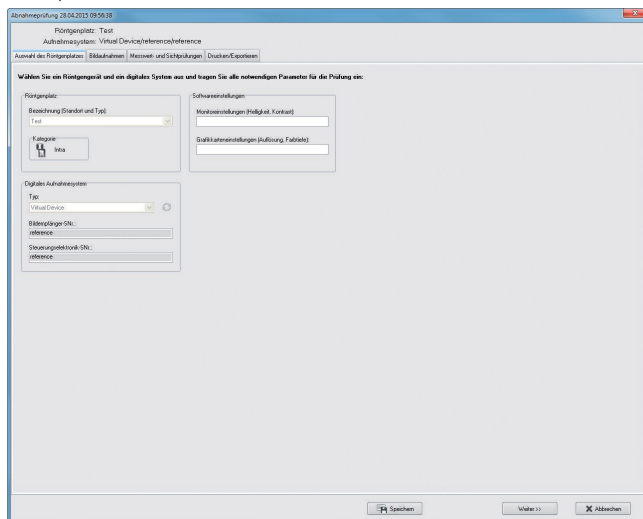 Abnahmeprüfung 28.04.2015 09:56:38
Röntgenplatz: Test
Aufnahmesystem: Virtual Device/reference/reference
Auswahl des Röntgenplatzes Bildaufnahmen Messwert- und Sichtprüfungen Drucken/Exportieren
Wählen Sie ein Röntgengerät und ein digitales System aus und tragen Sie alle notwendigen Parameter für die Prüfung ein:
Röntgenplatz
Bezeichnung (Standort und Typ):
Test
Kategorie
Intra
Softwareeinstellungen
Monitoreinstellungen (Helligkeit, Kontrast):
Grafikkarteneinstellungen (Auflösung, Farbtiefe):
Digitales Aufnahmesystem
Typ:
Virtual Device
Bildempfänger-SNr.:
reference
Steuerungselektronik-SNr.:
reference
Speichern Weiter >> Abbrechen